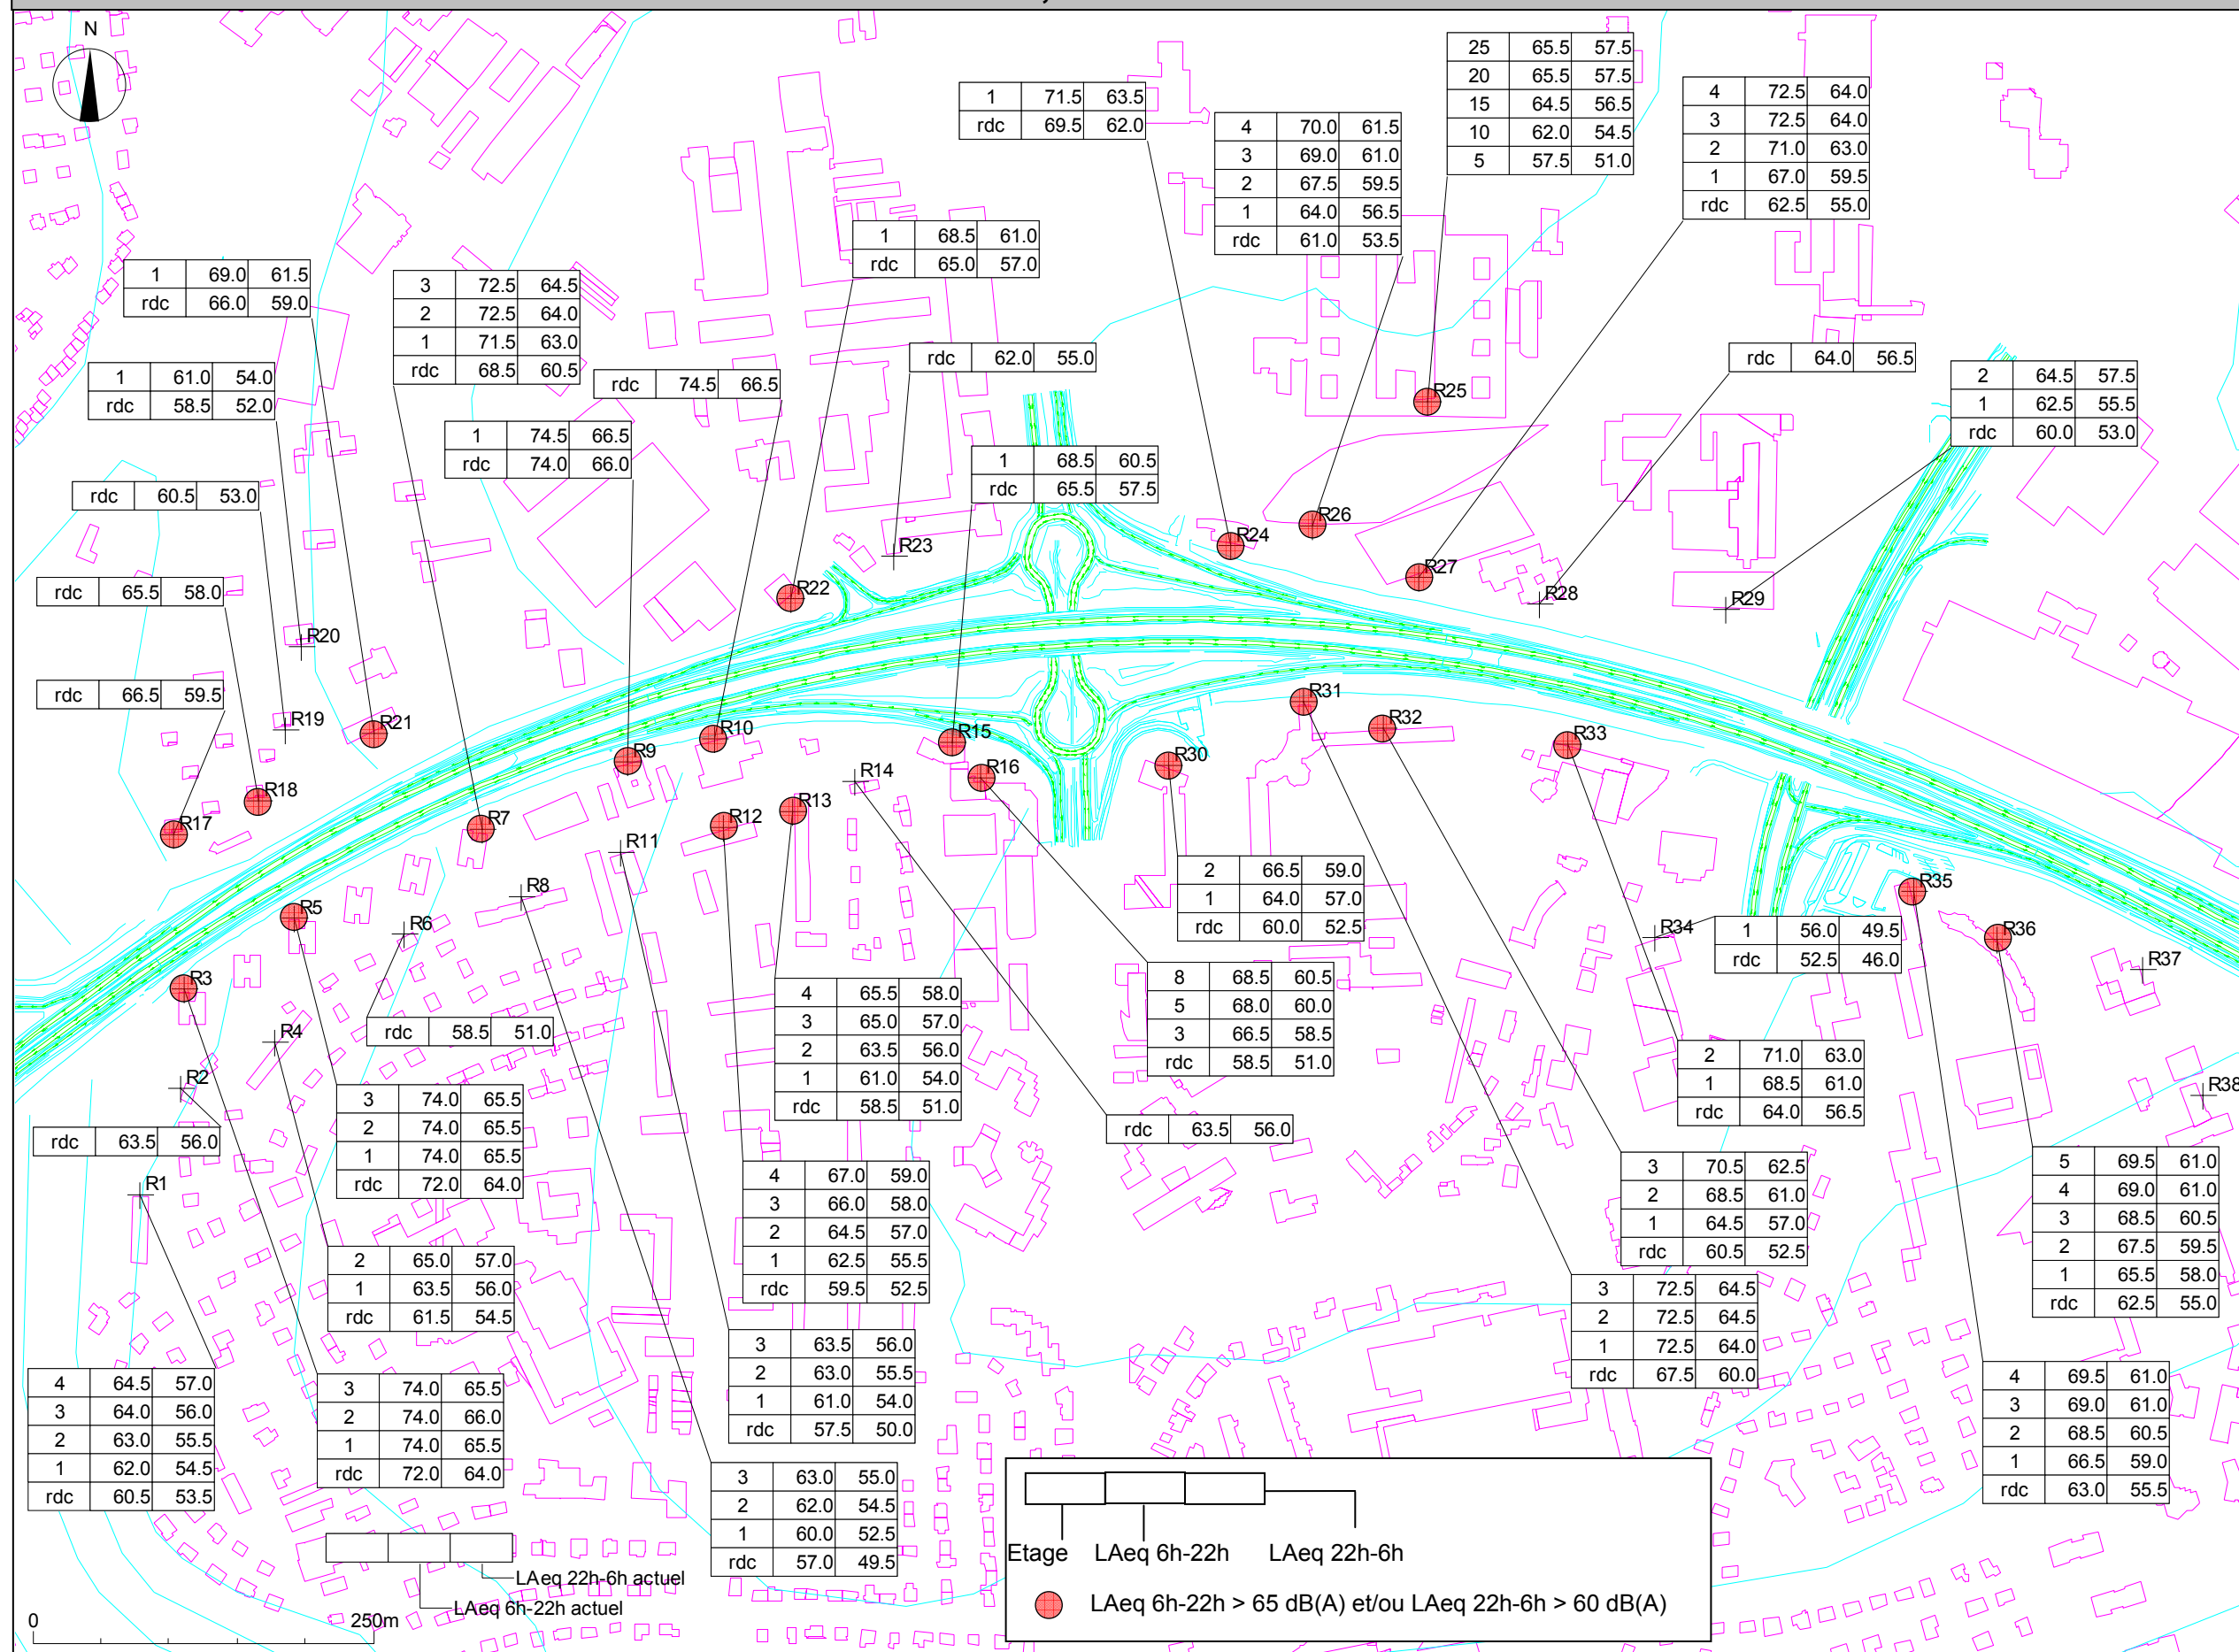 N
25 65.5 57.5
20 65.5 57.5
15 64.5 56.5
10 62.0 54.5
5 57.5 51.0
1 71.5 63.5
rdc 69.5 62.0
4 72.5 64.0
3 72.5 64.0
2 71.0 63.0
1 67.0 59.5
rdc 62.5 55.0
4 70.0 61.5
3 69.0 61.0
2 67.5 59.5
1 64.0 56.5
rdc 61.0 53.5
1 68.5 61.0
rdc 65.0 57.0
1 69.0 61.5
rdc 66.0 59.0
3 72.5 64.5
2 72.5 64.0
1 71.5 63.0
rdc 68.5 60.5
rdc 62.0 55.0
rdc 64.0 56.5
1 61.0 54.0
rdc 58.5 52.0
rdc 74.5 66.5
2 64.5 57.5
1 62.5 55.5
rdc 60.0 53.0
R25
1 74.5 66.5
rdc 74.0 66.0
1 68.5 60.5
rdc 65.5 57.5
rdc 60.5 53.0
R26
R24
R23
R27
rdc 65.5 58.0
R22
R28
R29
R20
rdc 66.5 59.5
R31
R19
R21
R10
R15
R32
R33
R9
R14
R16
R30
R18
R13
R17
R7
R12
R11
R8
R35
2 66.5 59.0
1 64.0 57.0
rdc 60.0 52.5
R5
R6
R34
1 56.0 49.5
rdc 52.5 46.0
R36
R37
R3
8 68.5 60.5
5 68.0 60.0
3 66.5 58.5
rdc 58.5 51.0
4 65.5 58.0
3 65.0 57.0
2 63.5 56.0
1 61.0 54.0
rdc 58.5 51.0
R4
rdc 58.5 51.0
2 71.0 63.0
1 68.5 61.0
rdc 64.0 56.5
R2
R38
3 74.0 65.5
2 74.0 65.5
1 74.0 65.5
rdc 72.0 64.0
rdc 63.5 56.0
rdc 63.5 56.0
R1
4 67.0 59.0
3 66.0 58.0
2 64.5 57.0
1 62.5 55.5
rdc 59.5 52.5
3 70.5 62.5
2 68.5 61.0
1 64.5 57.0
rdc 60.5 52.5
5 69.5 61.0
4 69.0 61.0
3 68.5 60.5
2 67.5 59.5
1 65.5 58.0
rdc 62.5 55.0
2 65.0 57.0
1 63.5 56.0
rdc 61.5 54.5
3 72.5 64.5
2 72.5 64.5
1 72.5 64.0
rdc 67.5 60.0
3 63.5 56.0
2 63.0 55.5
1 61.0 54.0
rdc 57.5 50.0
4 64.5 57.0
3 64.0 56.0
2 63.0 55.5
1 62.0 54.5
rdc 60.5 53.5
3 74.0 65.5
2 74.0 66.0
1 74.0 65.5
rdc 72.0 64.0
4 69.5 61.0
3 69.0 61.0
2 68.5 60.5
1 66.5 59.0
rdc 63.0 55.5
3 63.0 55.0
2 62.0 54.5
1 60.0 52.5
rdc 57.0 49.5
Etage LAeq 6h-22h LAeq 22h-6h
LAeq 6h-22h > 65 dB(A) et/ou LAeq 22h-6h > 60 dB(A)
LAeq 22h-6h actuel
LAeq 6h-22h actuel
0 250m